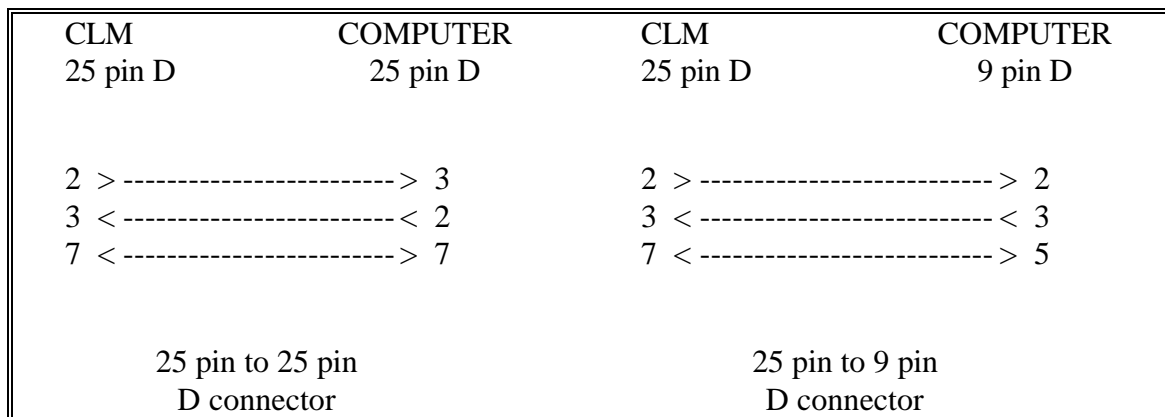 CLM COMPUTER CLM COMPUTER
25 pin D 25 pin D 25 pin D 9 pin D
2 > ------------------------- > 3 2 > --------------------------- > 2
3 < ------------------------- < 2 3 < --------------------------- < 3
7 < ------------------------- > 7 7 < --------------------------- > 5
25 pin to 25 pin 25 pin to 9 pin
D connector D connector